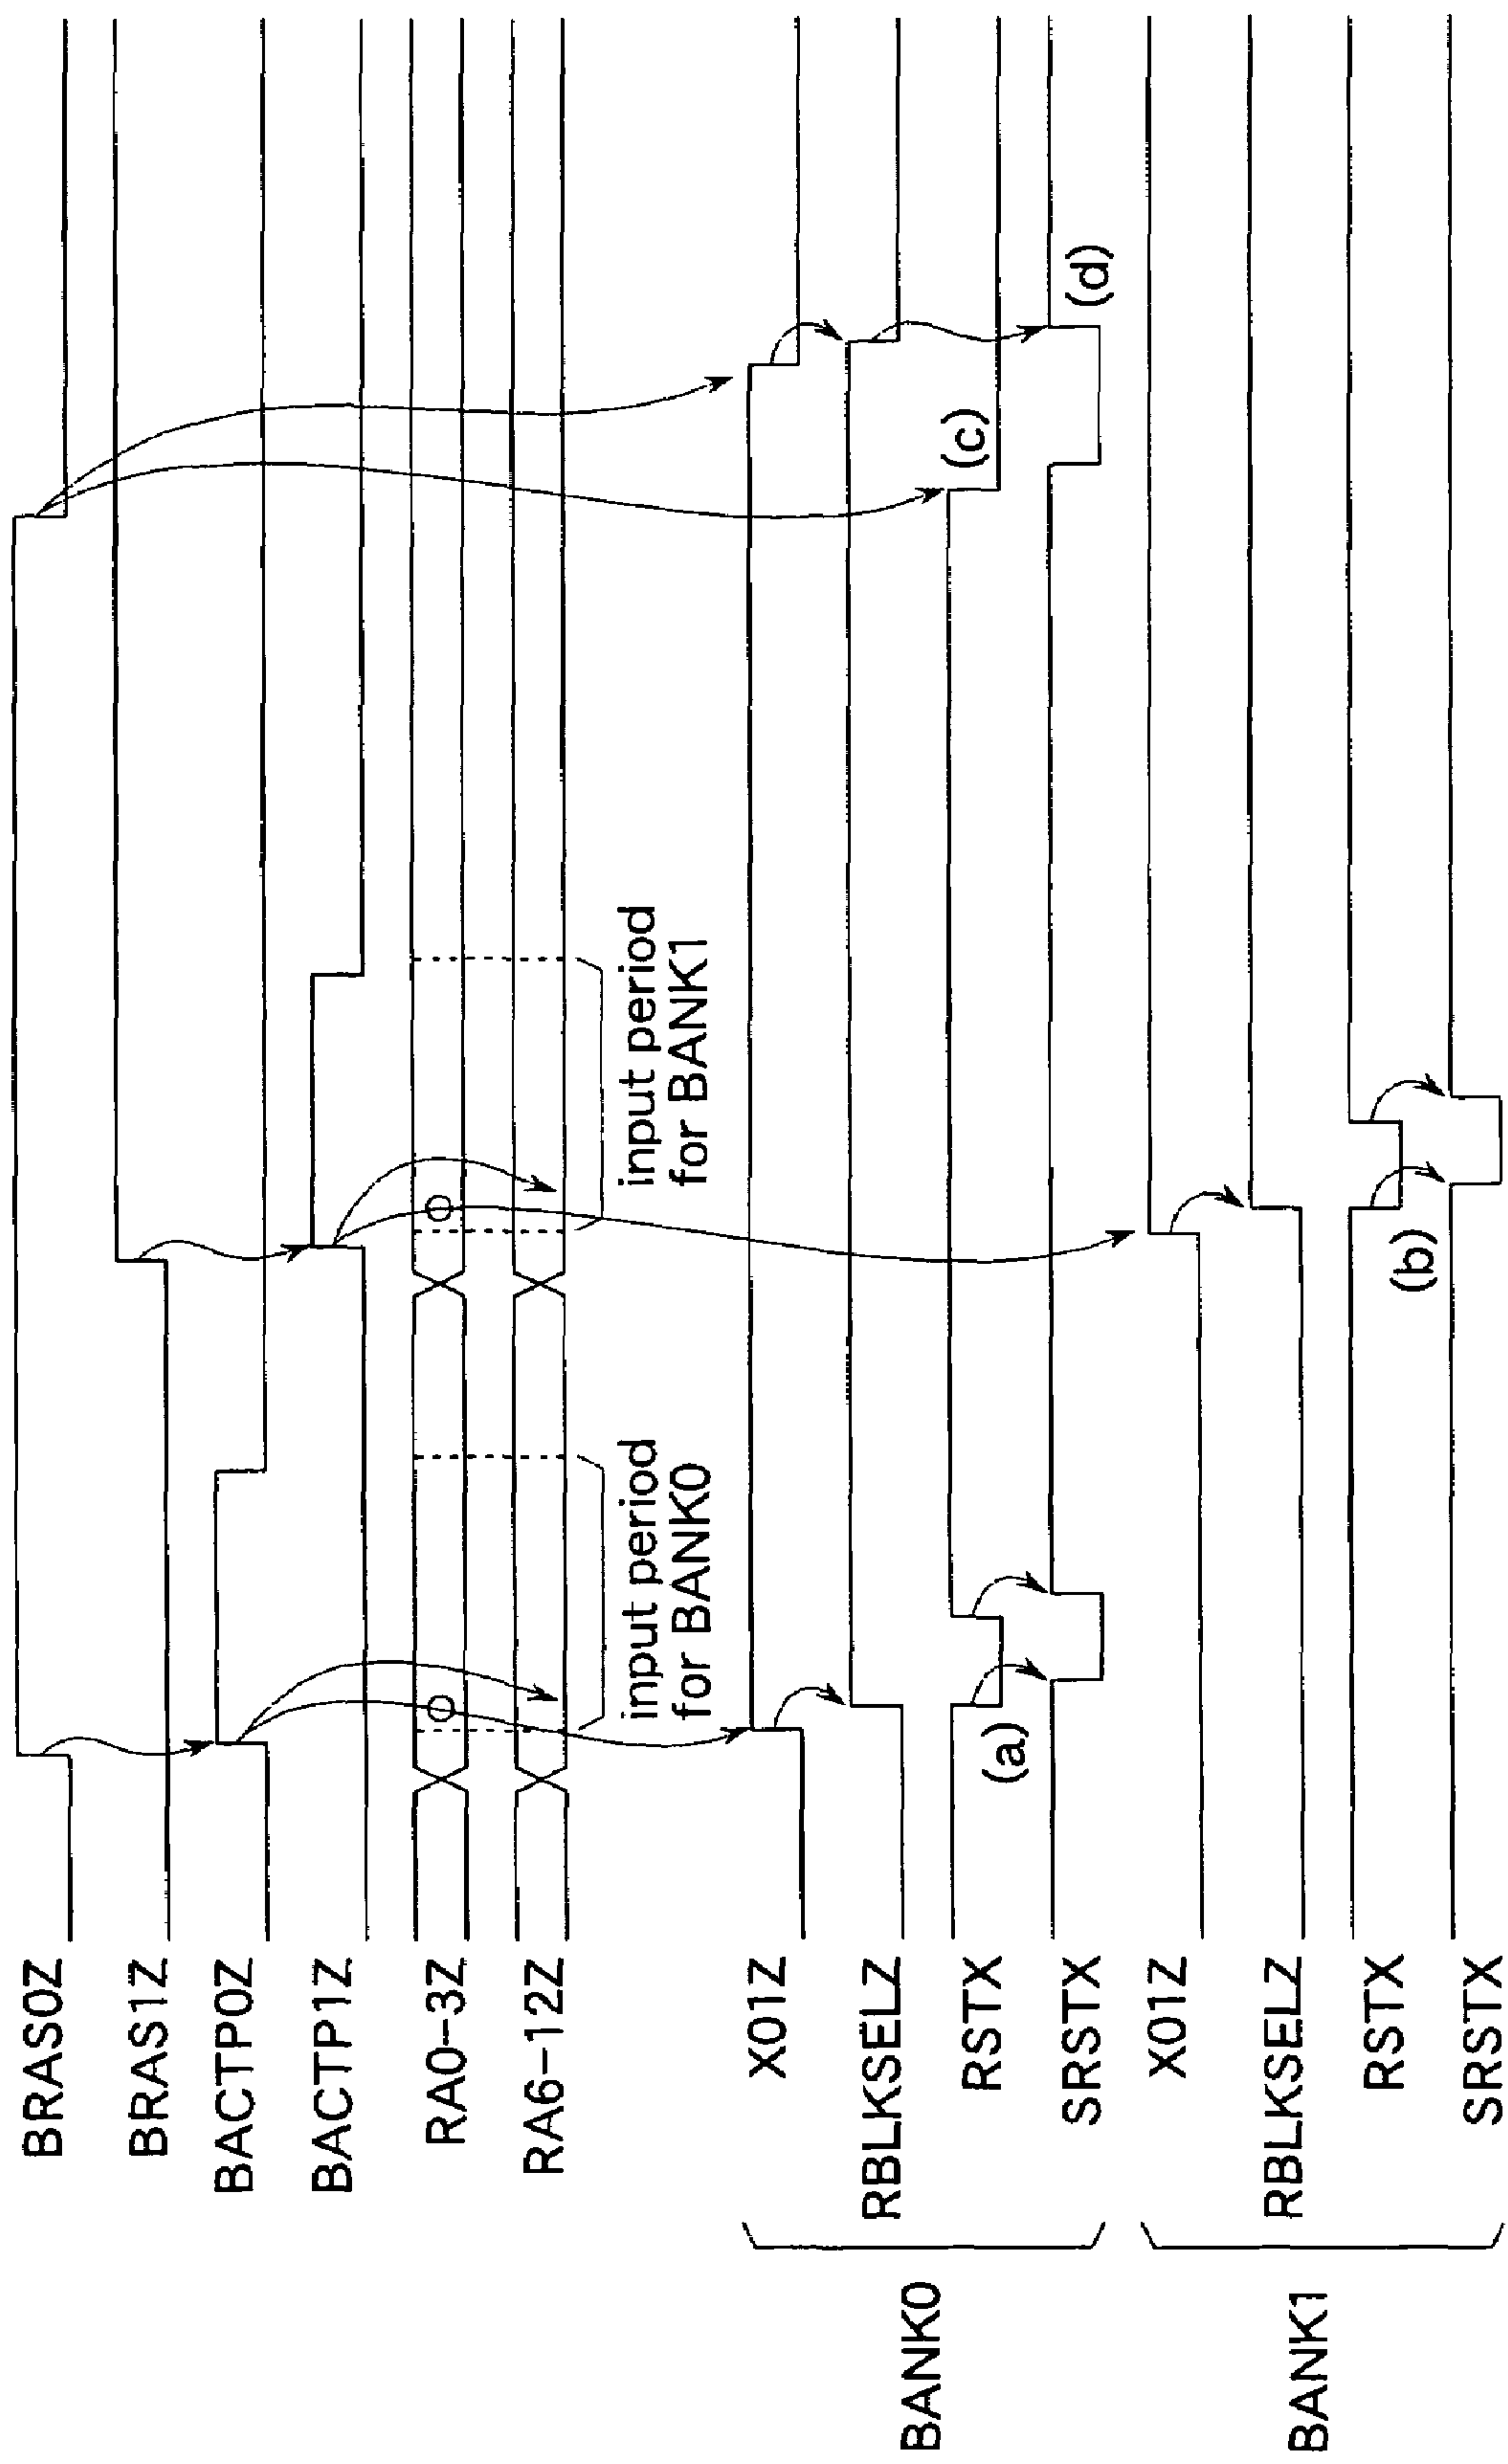 BRAS0Z
BRAS1Z
BACTP0Z
BACTP1Z
RA0-3Z
RA6-12Z
input period
for BANK0
input period
for BANK1
BANK0
X01Z
RBLKSELZ
RSTX
(a)
(c)
SRSTX
(d)
BANK1
X01Z
RBLKSELZ
RSTX
(b)
SRSTX